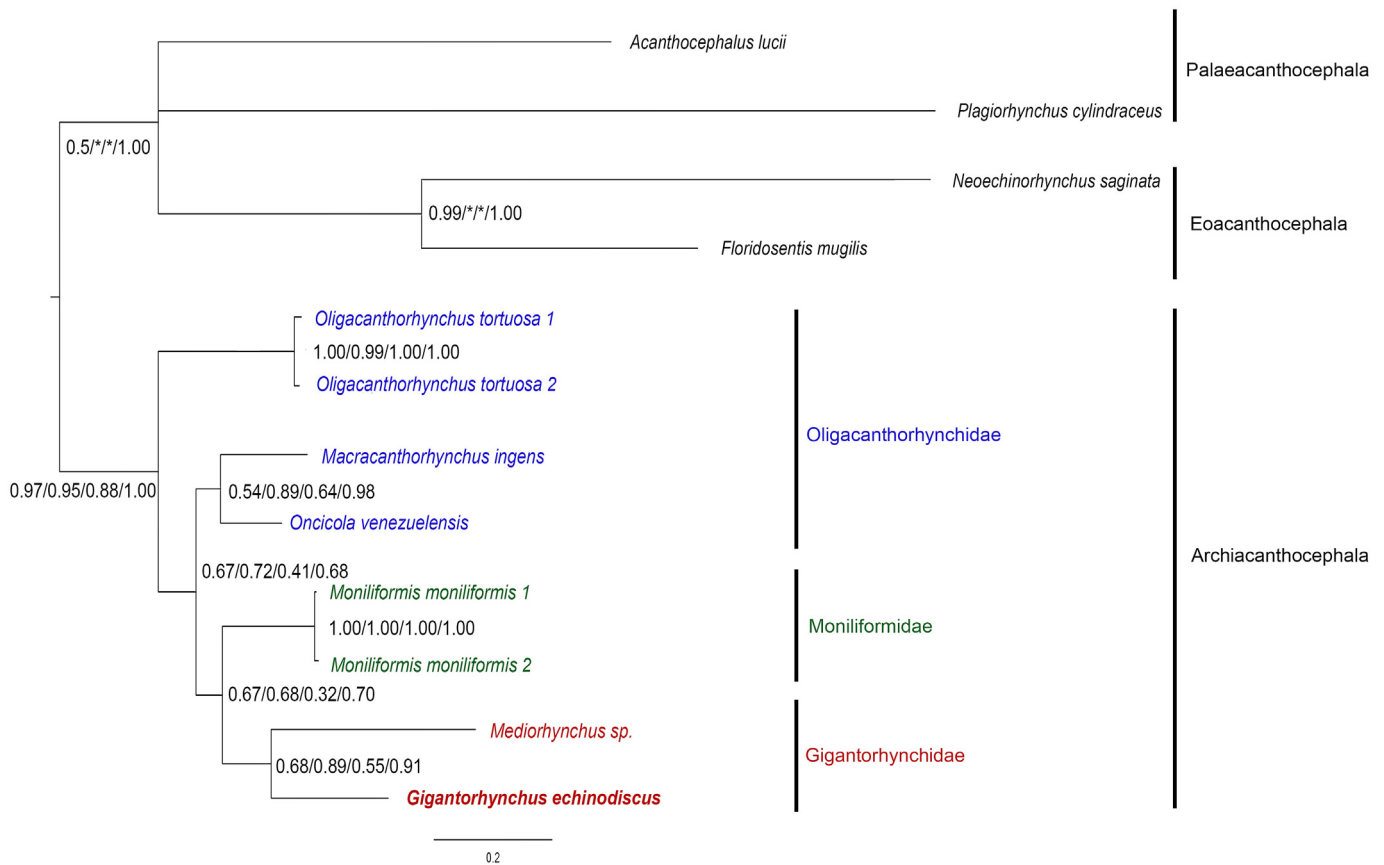 Acanthocephalus lucii
Palaeacanthocephala
Plagiorhynchus cylindraceus
0.5/*/*/1.00
Neoechinorhynchus saginata
0.99/*/*/1.00
Eoacanthocephala
Floridosentis mugilis
Oligacanthorhynchus tortuosa 1
1.00/0.99/1.00/1.00
Oligacanthorhynchus tortuosa 2
Oligacanthorhynchidae
Macracanthorhynchus ingens
0.97/0.95/0.88/1.00
0.54/0.89/0.64/0.98
Oncicola venezuelensis
Archiacanthocephala
0.67/0.72/0.41/0.68
Moniliformis moniliformis 1
1.00/1.00/1.00/1.00
Moniliformidae
Moniliformis moniliformis 2
0.67/0.68/0.32/0.70
Mediorhynchus sp.
Gigantorhynchidae
0.68/0.89/0.55/0.91
Gigantorhynchus echinodiscus
0.2